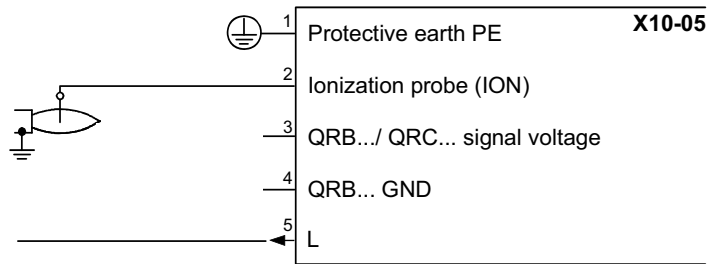 X10-05
1 Protective earth PE
2 Ionization probe (ION)
3 QRB.../ QRC... signal voltage
4 QRB... GND
5 L